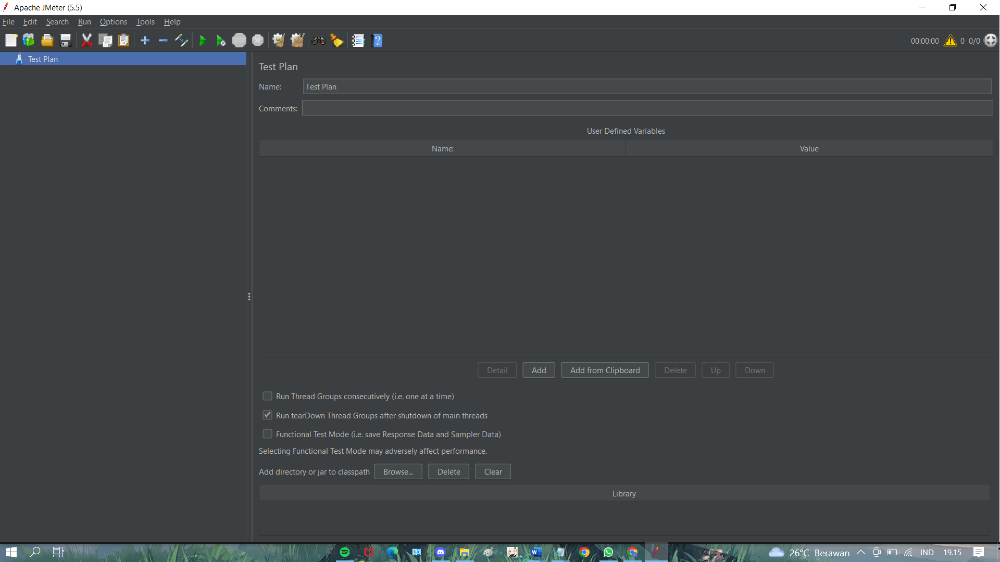 Apache JMeter (5.5)
File Edit Search Run Options Tools Help
STOP
00:00:00 0 0/0
Test Plan
Test Plan
Name: Test Plan
Comments:
User Defined Variables
Name: Value
Detail Add Add from Clipboard Delete Up Down
Run Thread Groups consecutively (i.e. one at a time)
Run tearDown Thread Groups after shutdown of main threads
Functional Test Mode (i.e. save Response Data and Sampler Data)
Selecting Functional Test Mode may adversely affect performance.
Add directory or jar to classpath Browse... Delete Clear
Library
26°C Berawan IND 19.15